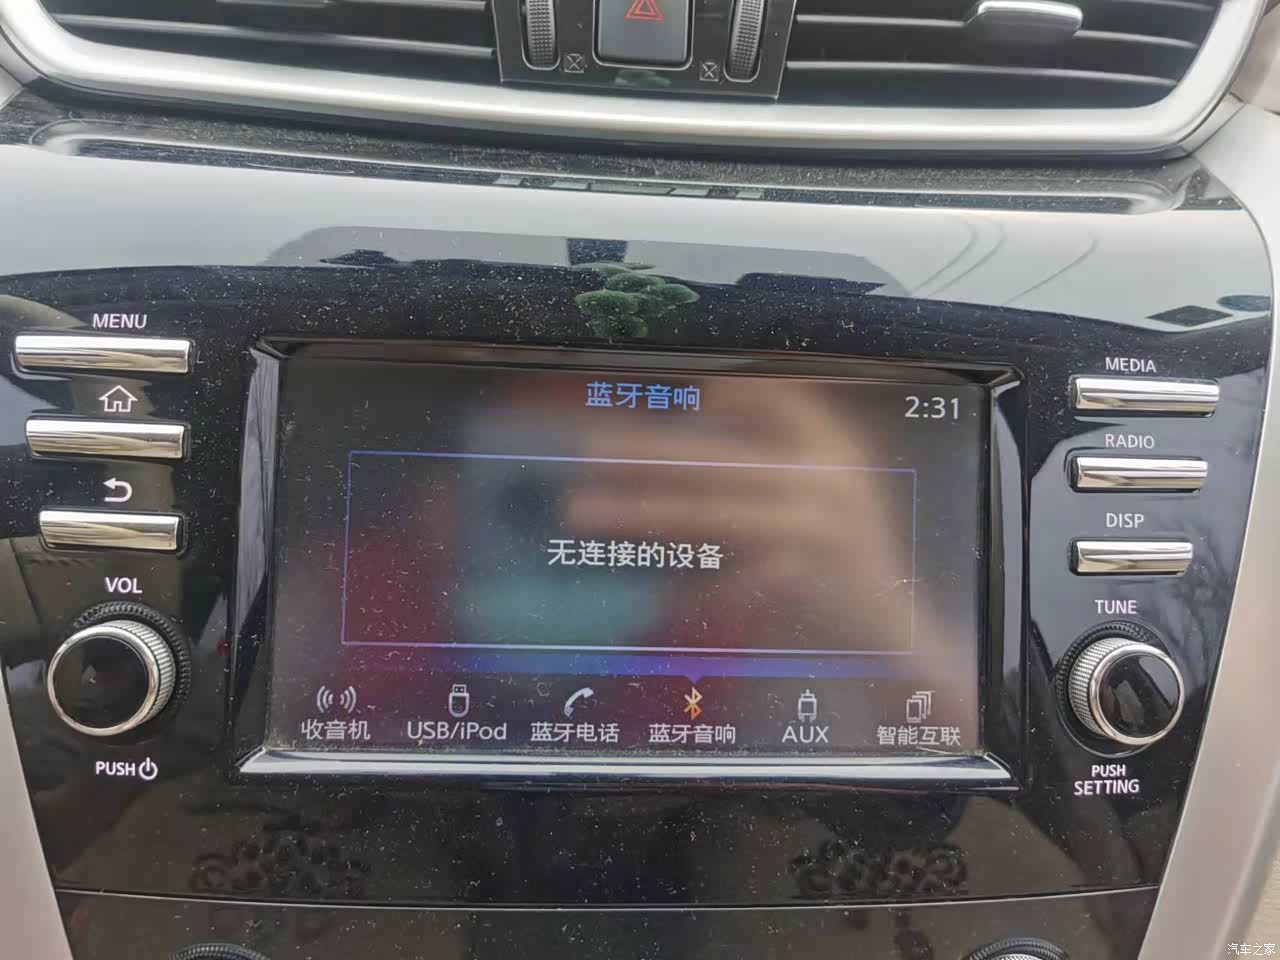 MENU
VOL
PUSH
蓝牙音响
2:31
无连接的设备
收音机
USB/iPod
蓝牙电话
蓝牙音响
AUX
智能互联
MEDIA
RADIO
DISP
TUNE
PUSH
SETTING
汽车之家